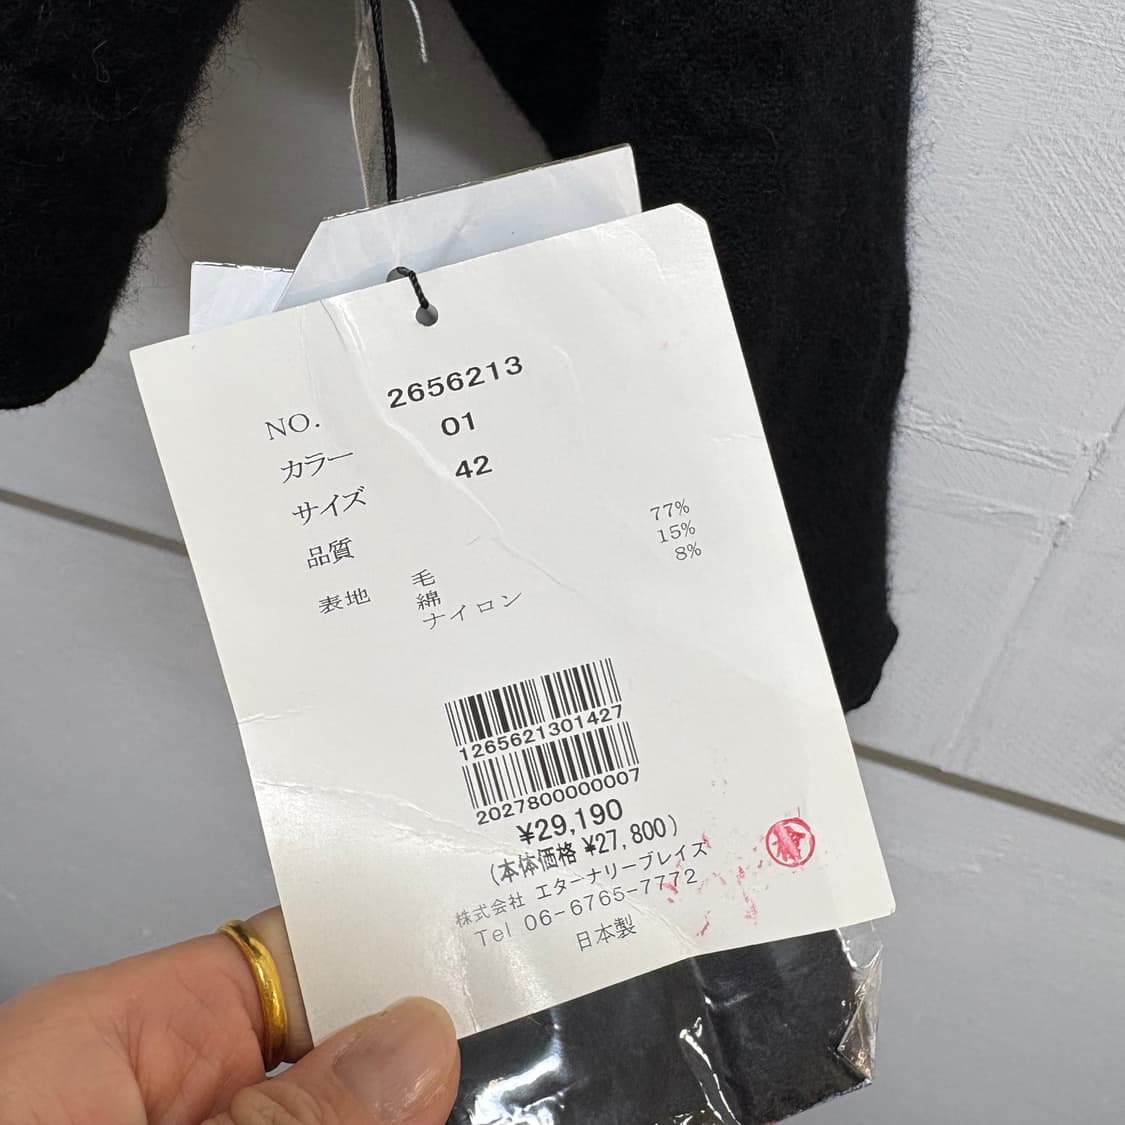 NO. 2656213
カラー 01
サイズ 42
品質
表地 毛 77%
綿 15%
ナイロン 8%
1265621301427
2027800000007
¥29,190
(本体価格 ¥27,800)
株式会社 エターナリーブレイズ
Tel 06-6765-7772
日本製